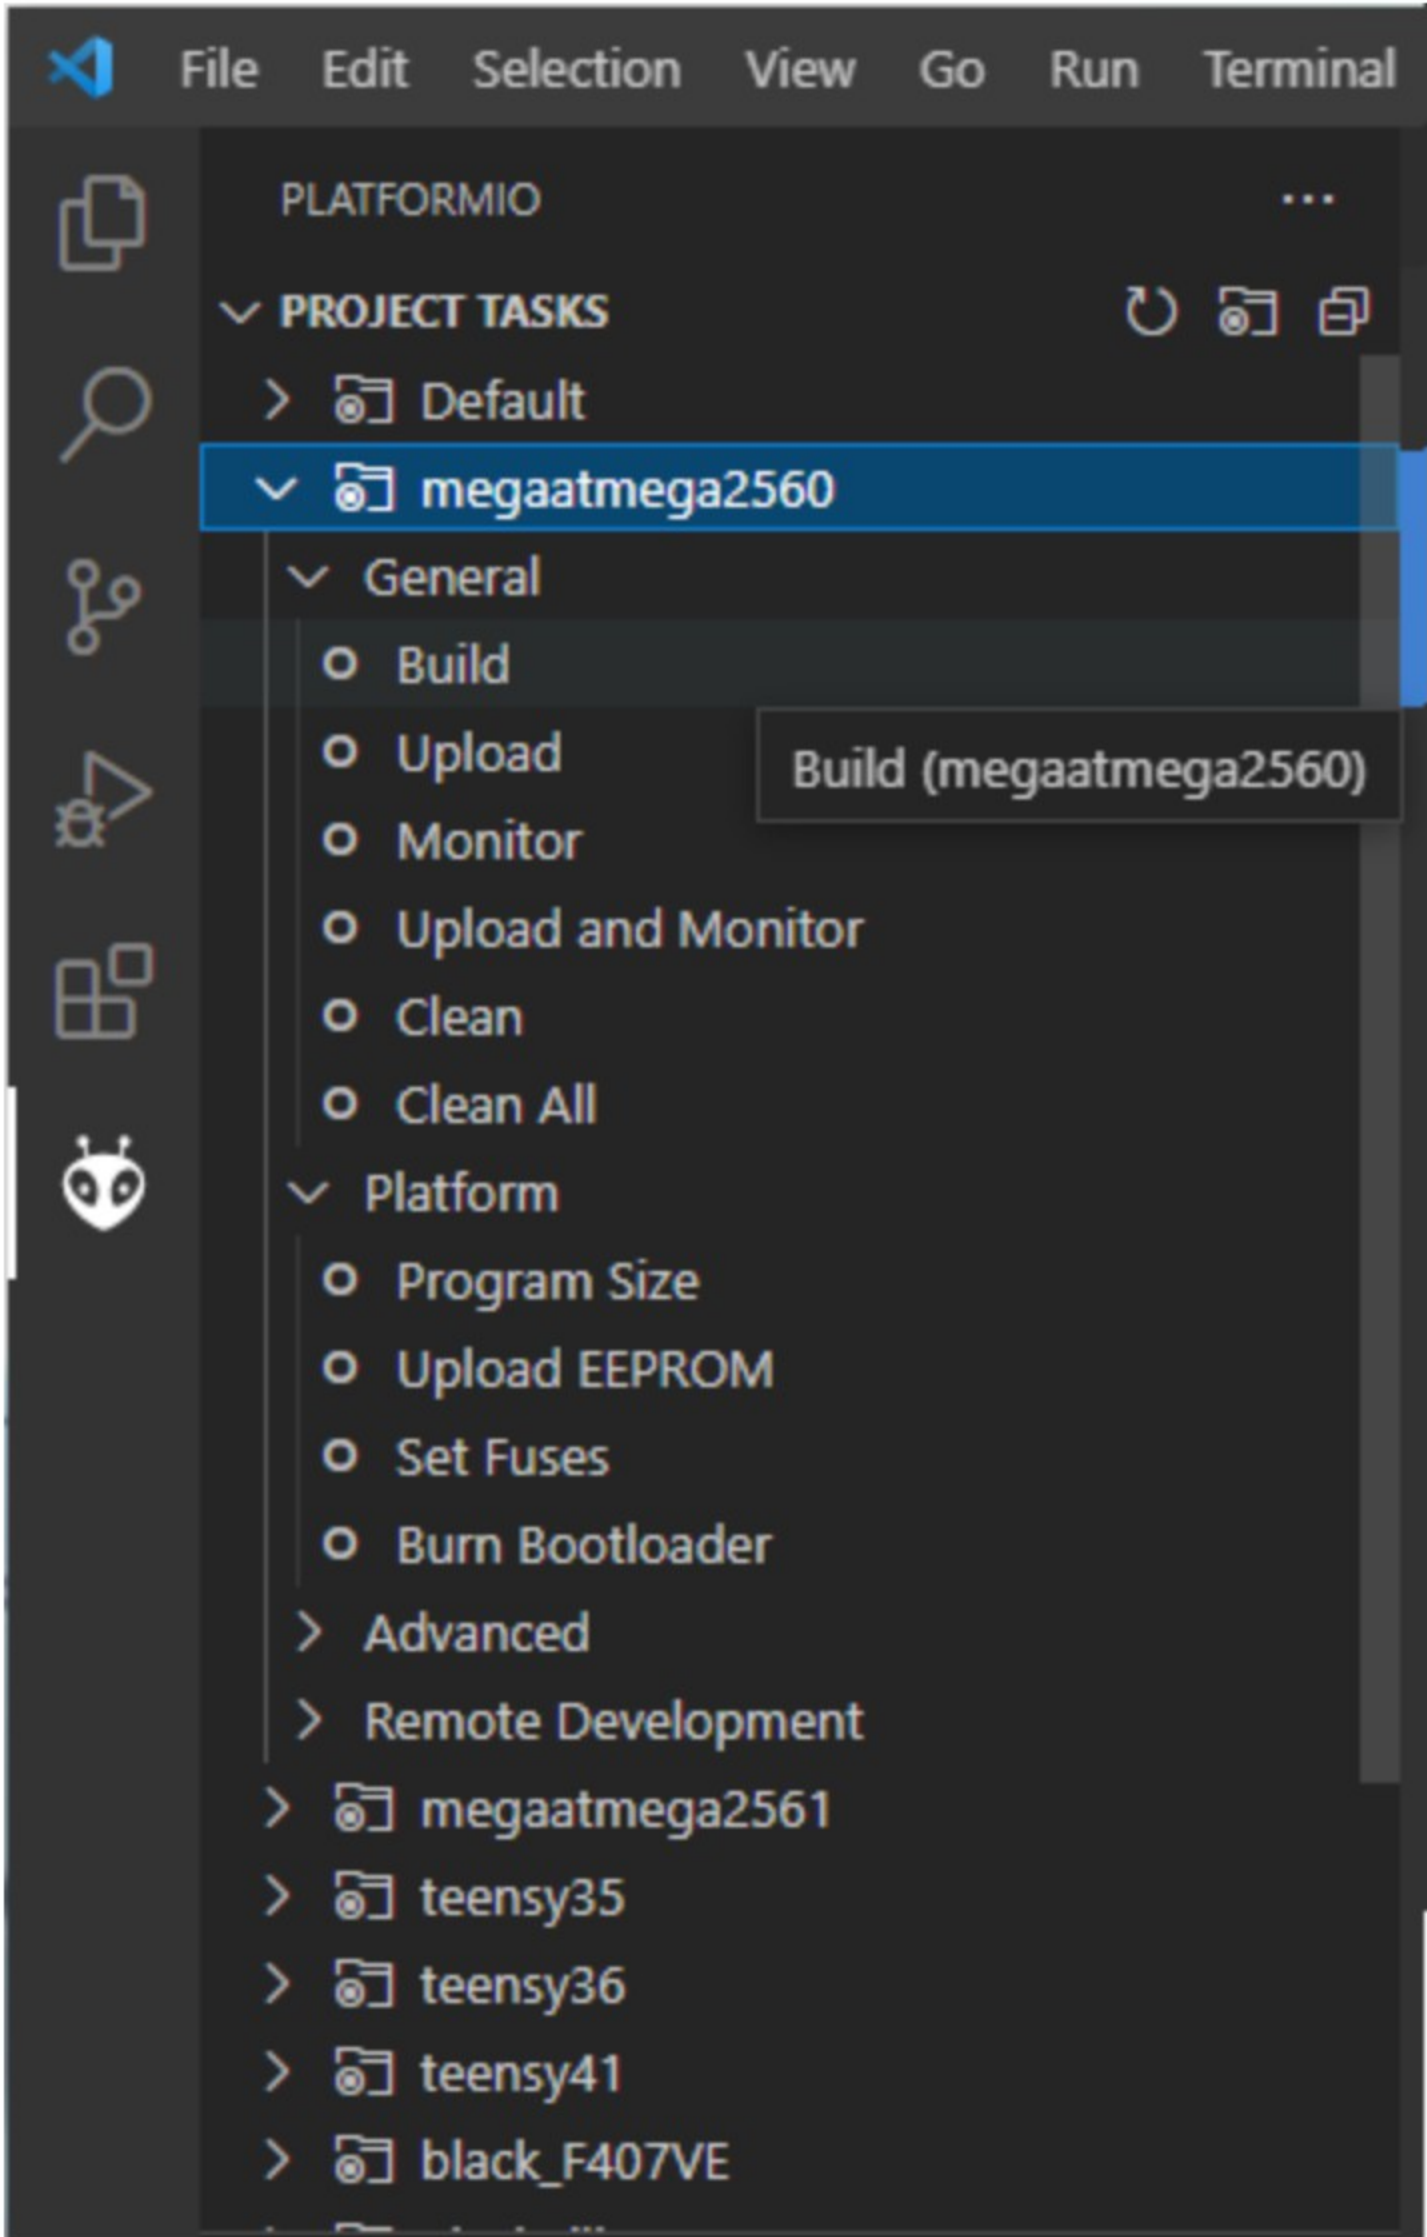 File Edit Selection View Go Run Terminal
PLATFORMIO
PROJECT TASKS
Default
megaatmega2560
General
Build
Upload
Build (megaatmega2560)
Monitor
Upload and Monitor
Clean
Clean All
Platform
Program Size
Upload EEPROM
Set Fuses
Burn Bootloader
Advanced
Remote Development
megaatmega2561
teensy35
teensy36
teensy41
black_F407VE